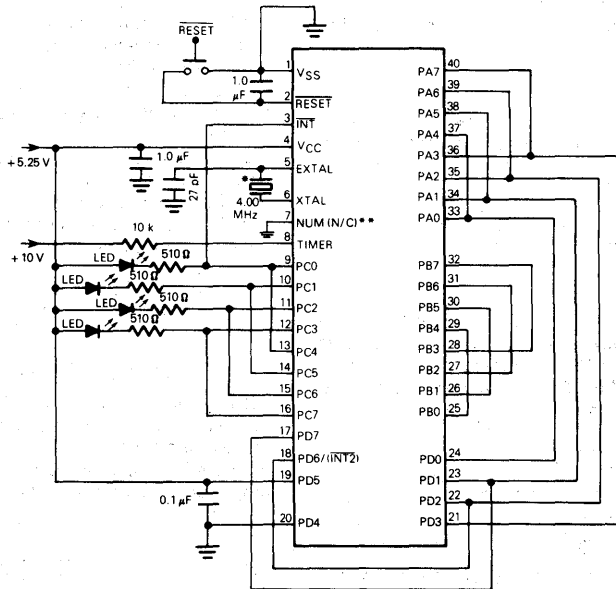 RESET
1 VSS
1.0 µF
2 RESET
3 INT
+5.25 V
4 VCC
1.0 µF
5 EXTAL
27 pF
*
4.00 MHz
6 XTAL
7 NUM (N/C)**
+10 V
10 k
8 TIMER
LED
510Ω
9 PC0
LED
510Ω
10 PC1
LED
510Ω
11 PC2
LED
510Ω
12 PC3
13 PC4
14 PC5
15 PC6
16 PC7
17 PD7
18 PD6/(INT2)
19 PD5
0.1 µF
20 PD4
PA7 40
PA6 39
PA5 38
PA4 37
PA3 36
PA2 35
PA1 34
PA0 33
PB7 32
PB6 31
PB5 30
PB4 29
PB3 28
PB2 27
PB1 26
PB0 25
PD0 24
PD1 23
PD2 22
PD3 21